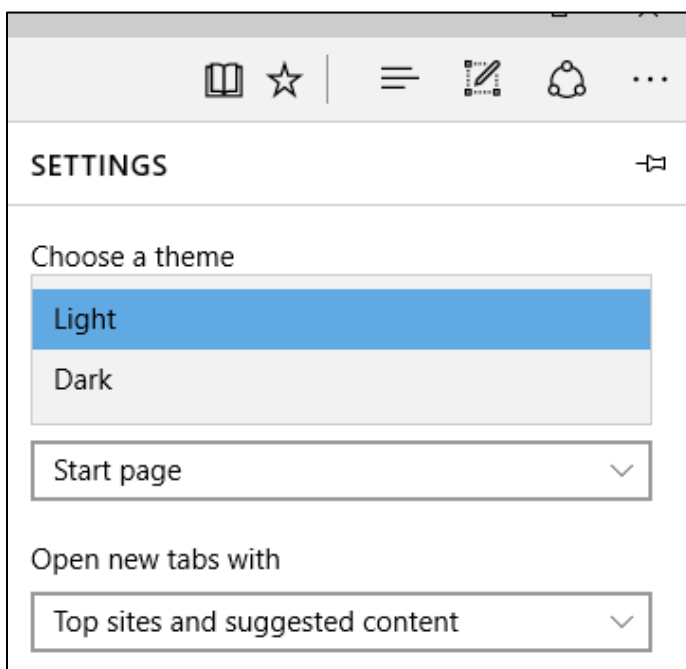 SETTINGS
Choose a theme
Light
Dark
Start page
Open new tabs with
Top sites and suggested content